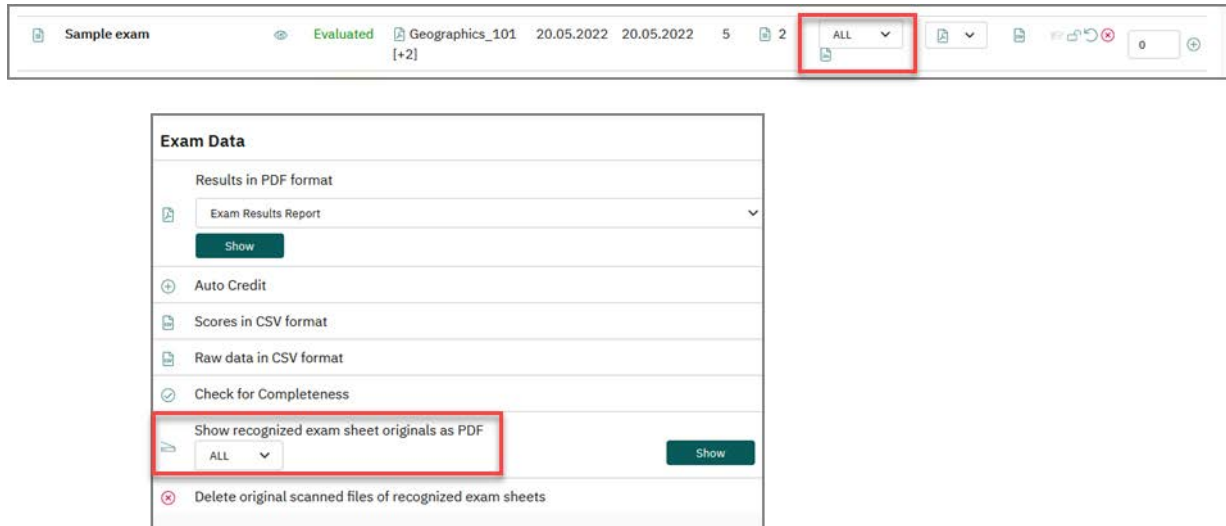 Sample exam Evaluated Geographics_101 20.05.2022 20.05.2022 5 2 ALL 0
[+2]
Exam Data
Results in PDF format
Exam Results Report
Show
Auto Credit
Scores in CSV format
Raw data in CSV format
Check for Completeness
Show recognized exam sheet originals as PDF
ALL Show
Delete original scanned files of recognized exam sheets